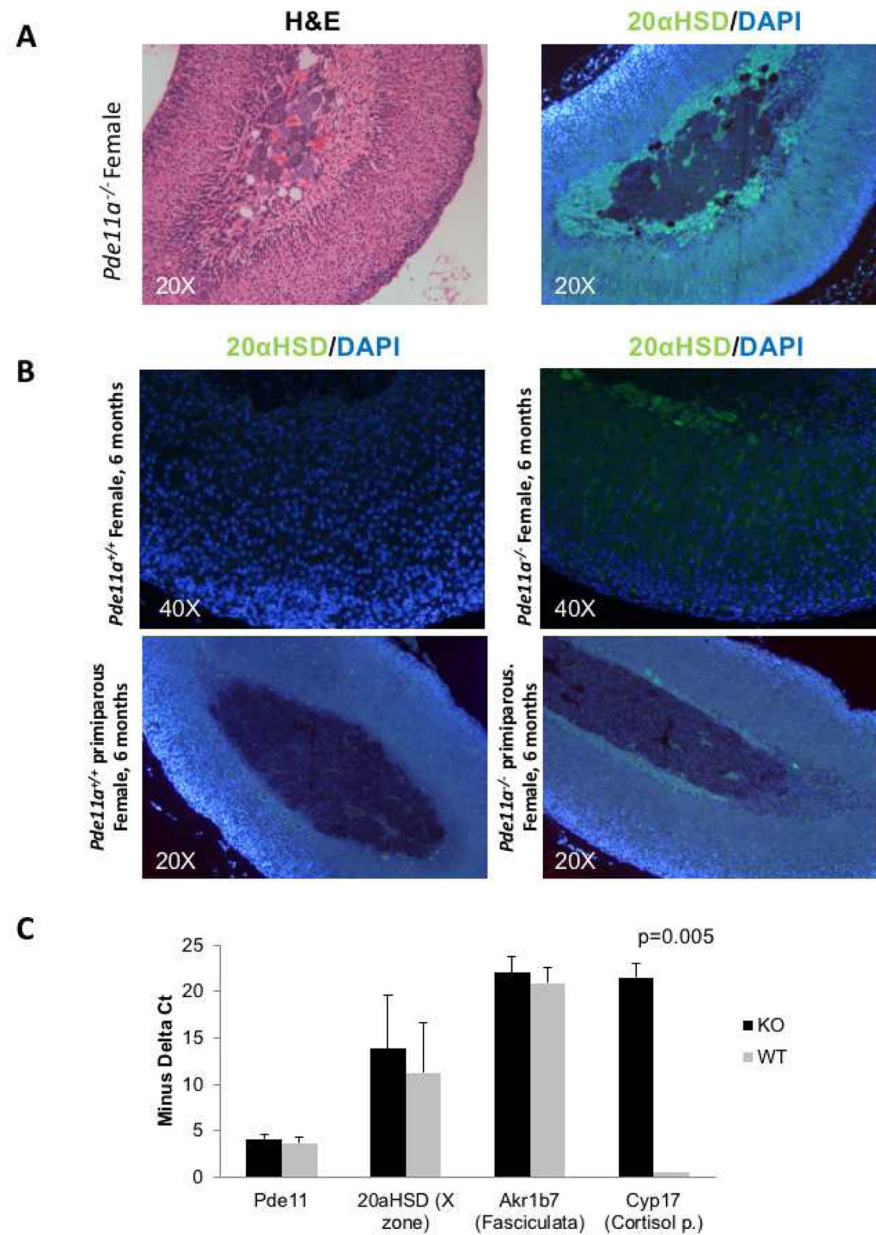 A
H&E
20αHSD/DAPI
Pde11a-/- Female
20X
20X
B
20αHSD/DAPI
20αHSD/DAPI
Pde11a+/+ Female, 6 months
40X
Pde11a-/- Female, 6 months
40X
Pde11a+/+ primiparous
Female, 6 months
20X
Pde11a-/- primiparous.
Female, 6 months
20X
C
p=0.005
Minus Delta Ct
25
20
15
10
5
0
KO
WT
Pde11
20aHSD (X
zone)
Akr1b7
(Fasciculata)
Cyp17
(Cortisol p.)